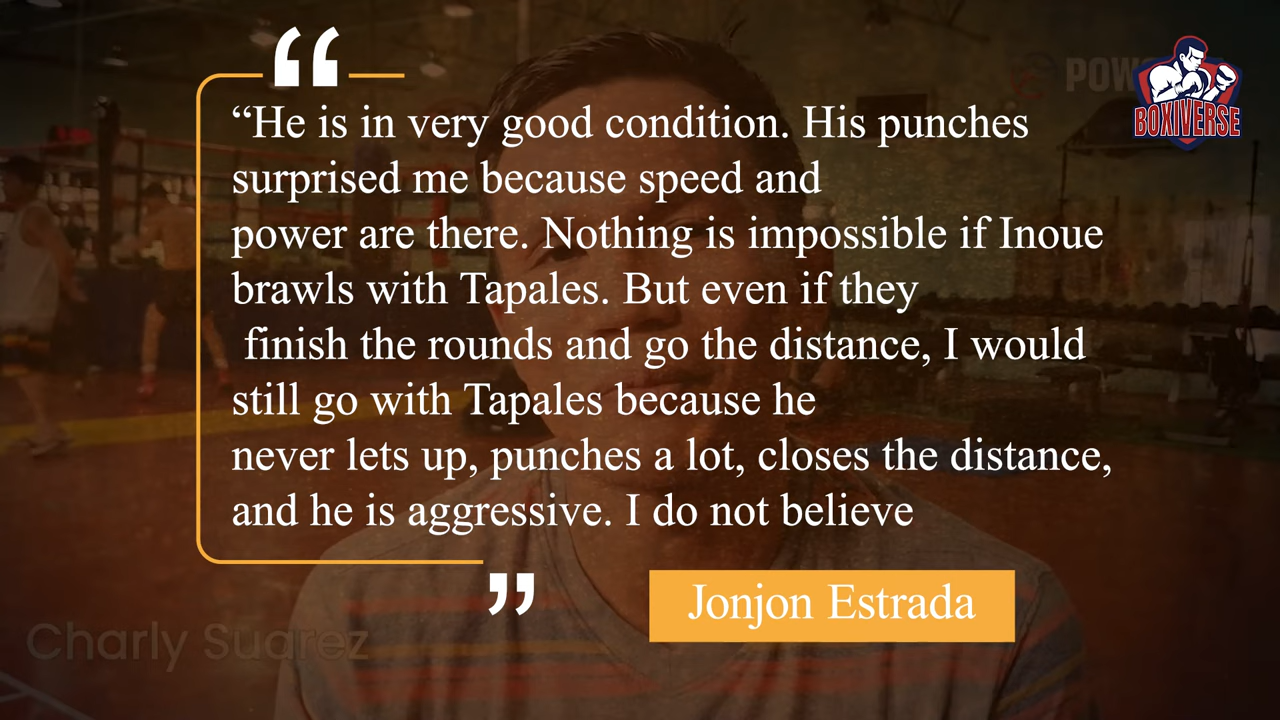 POW
BOXIVERSE
“He is in very good condition. His punches
surprised me because speed and
power are there. Nothing is impossible if Inoue
brawls with Tapales. But even if they
finish the rounds and go the distance, I would
still go with Tapales because he
never lets up, punches a lot, closes the distance,
and he is aggressive. I do not believe
Jonjon Estrada
Charly Suarez